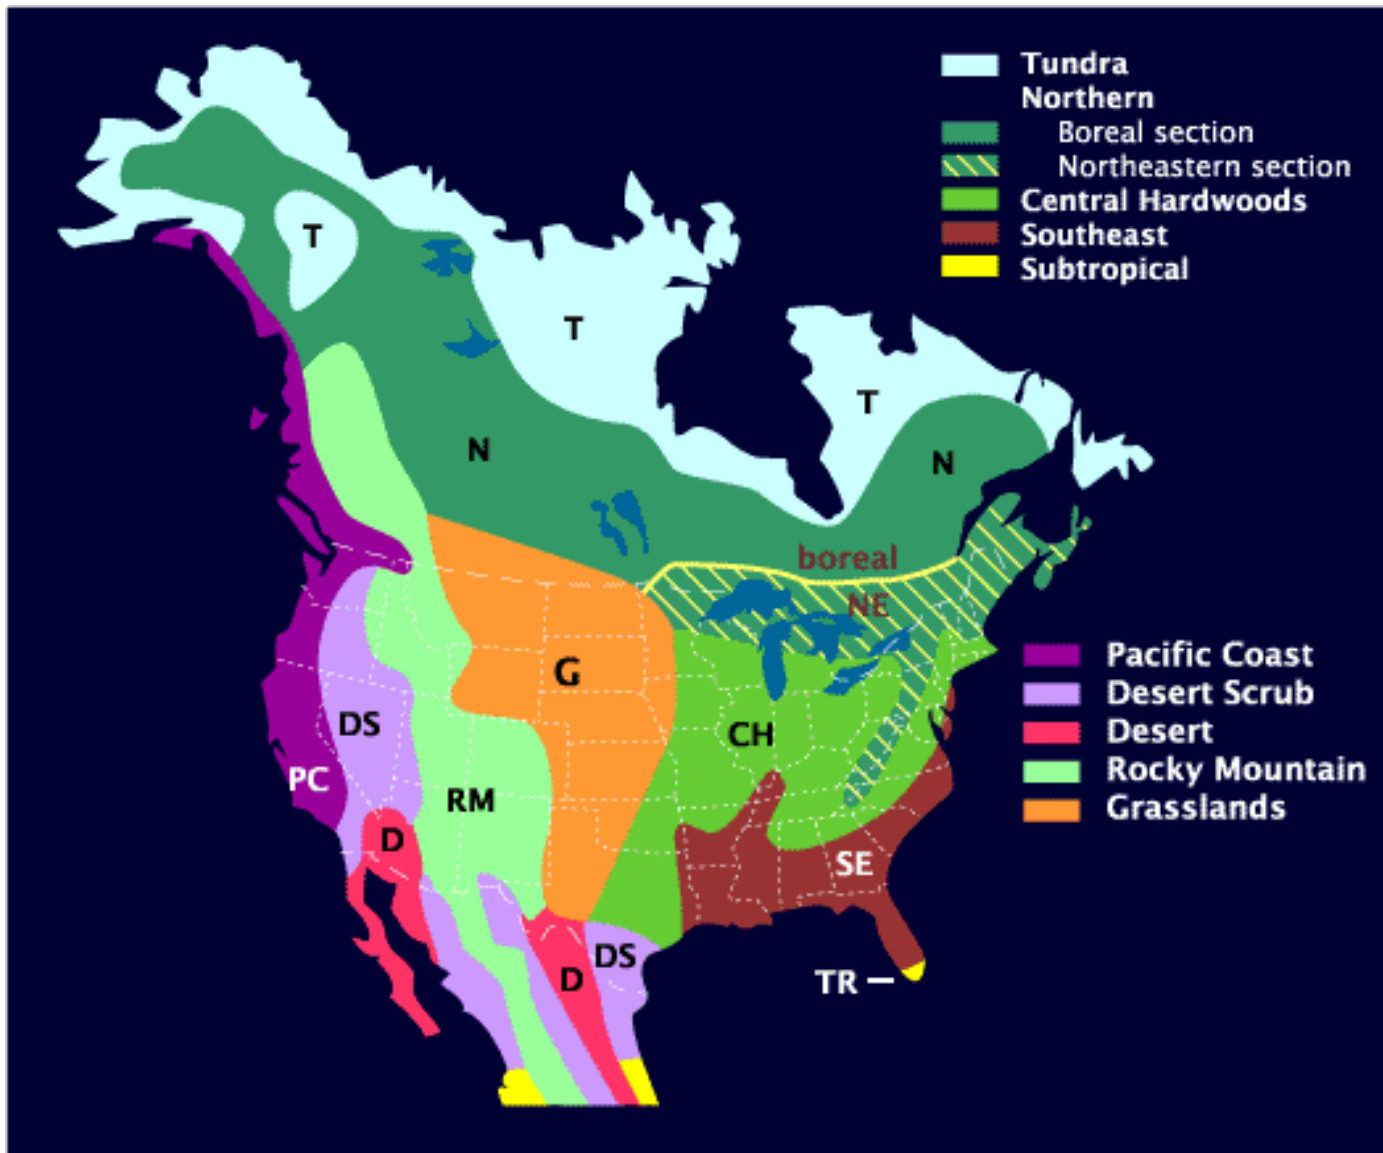 Tundra
Northern
Boreal section
Northeastern section
Central Hardwoods
Southeast
Subtropical
T
T
T
N
N
boreal
NE
Pacific Coast
Desert Scrub
Desert
Rocky Mountain
Grasslands
G
DS
CH
PC
RM
D
SE
DS
D
TR